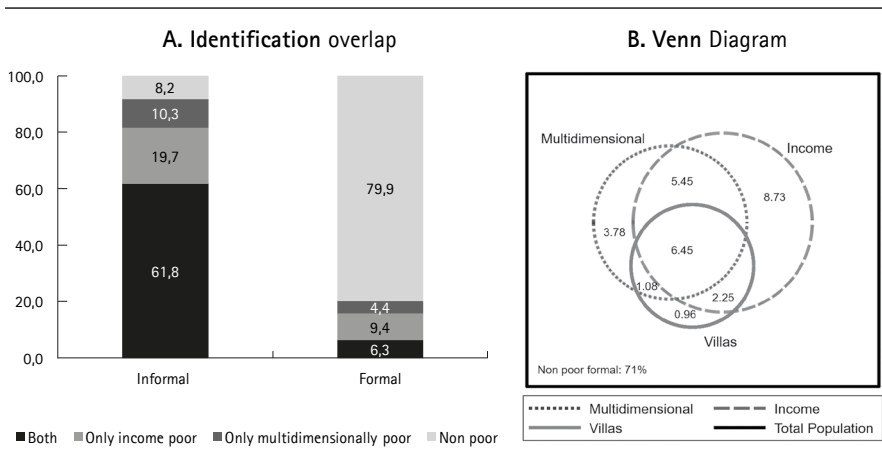 A. Identification overlap
100,0
80,0
60,0
40,0
20,0
0,0
8,2
10,3
19,7
61,8
79,9
4,4
9,4
6,3
Informal
Formal
Both Only income poor Only multidimensionally poor Non poor
B. Venn Diagram
Multidimensional
Income
5.45
8.73
3.78
6.45
1.08
2.25
0.96
Villas
Non poor formal: 71%
Multidimensional Income
Villas Total Population